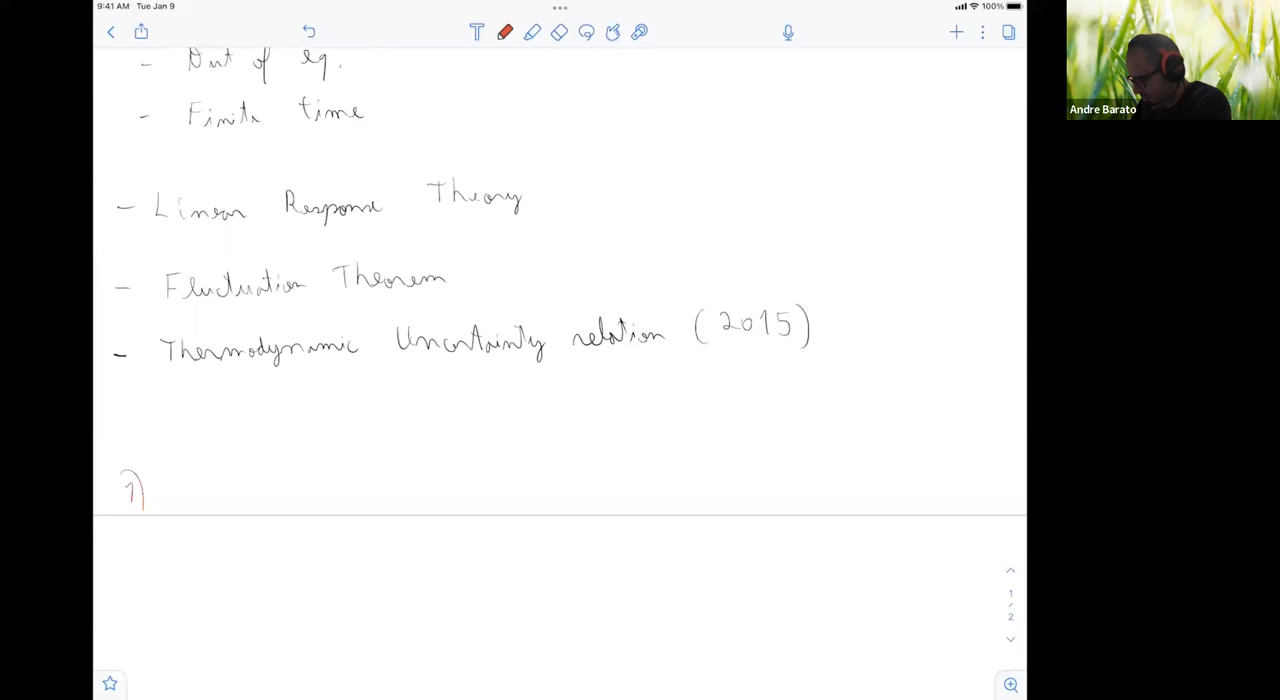 9:41 AM Tue Jan 9
100%
- Out of eq.
- Finite time
- Linear Response Theory
- Fluctuation Theorem
- Thermodynamic Uncertainty relation (2015)
1)
1
/
2
Andre Barato